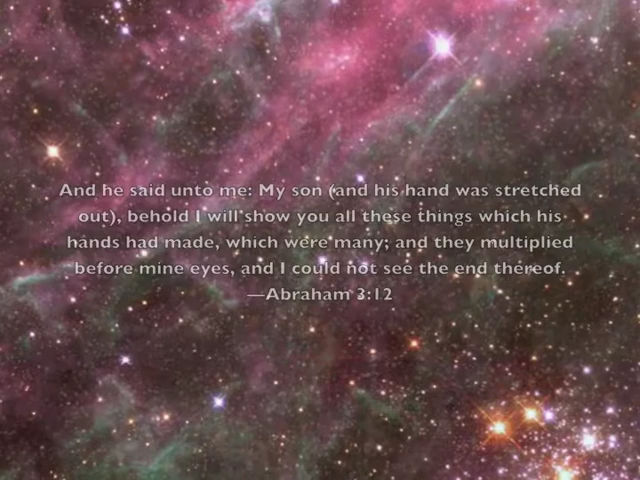 And he said unto me: My son (and his hand was stretched
out), behold I will show you all these things which his
hands had made, which were many; and they multiplied
before mine eyes, and I could not see the end thereof.
—Abraham 3:12